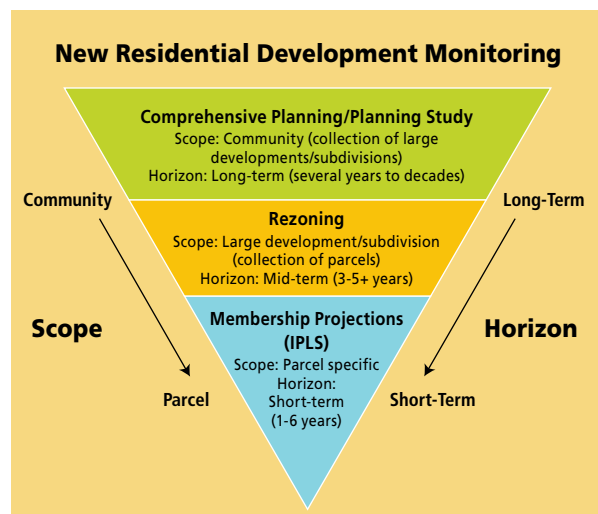 New Residential Development Monitoring
Comprehensive Planning/Planning Study
Scope: Community (collection of large
developments/subdivisions)
Horizon: Long-term (several years to decades)
Community
Long-Term
Rezoning
Scope: Large development/subdivision
(collection of parcels)
Horizon: Mid-term (3-5+ years)
Scope
Horizon
Membership Projections
(IPLS)
Scope: Parcel specific
Horizon:
Short-term
(1-6 years)
Parcel
Short-Term